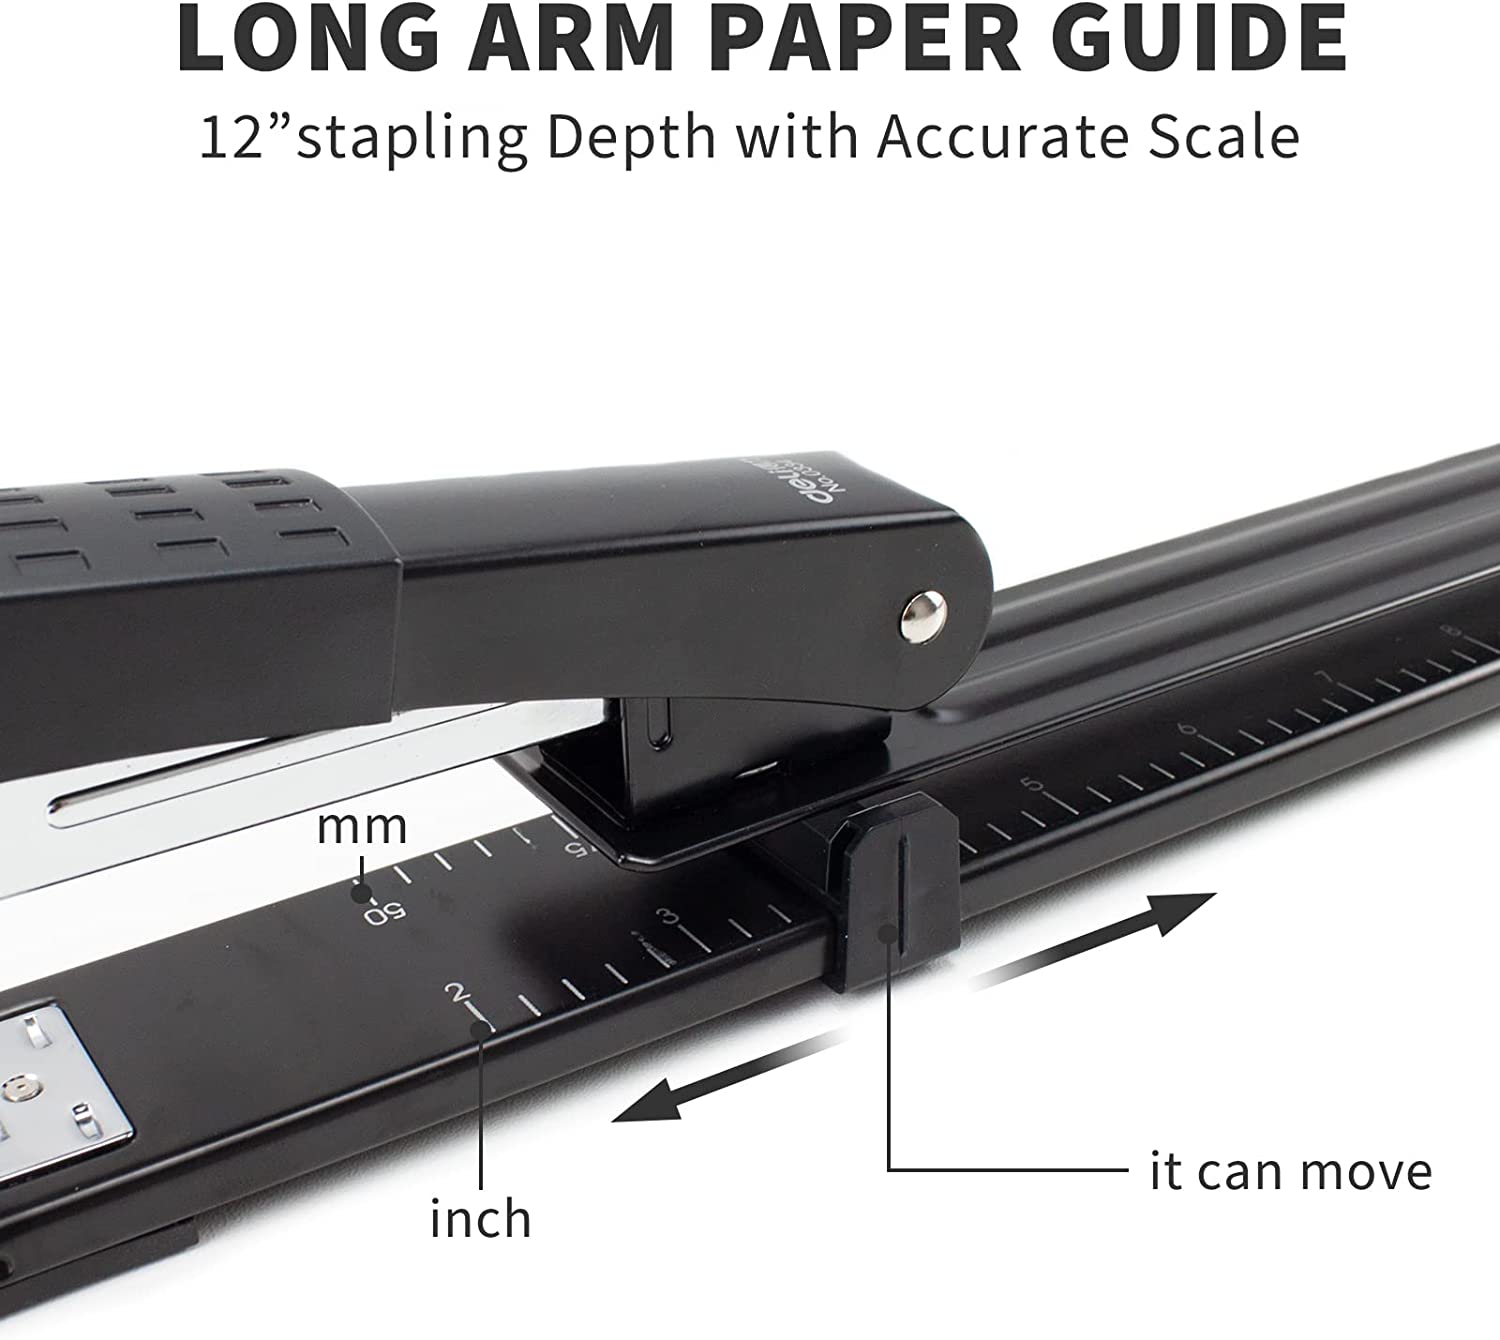 LONG ARM PAPER GUIDE
12”stapling Depth with Accurate Scale
deli
8
7
6
5
mm
50
3
2
inch
it can move